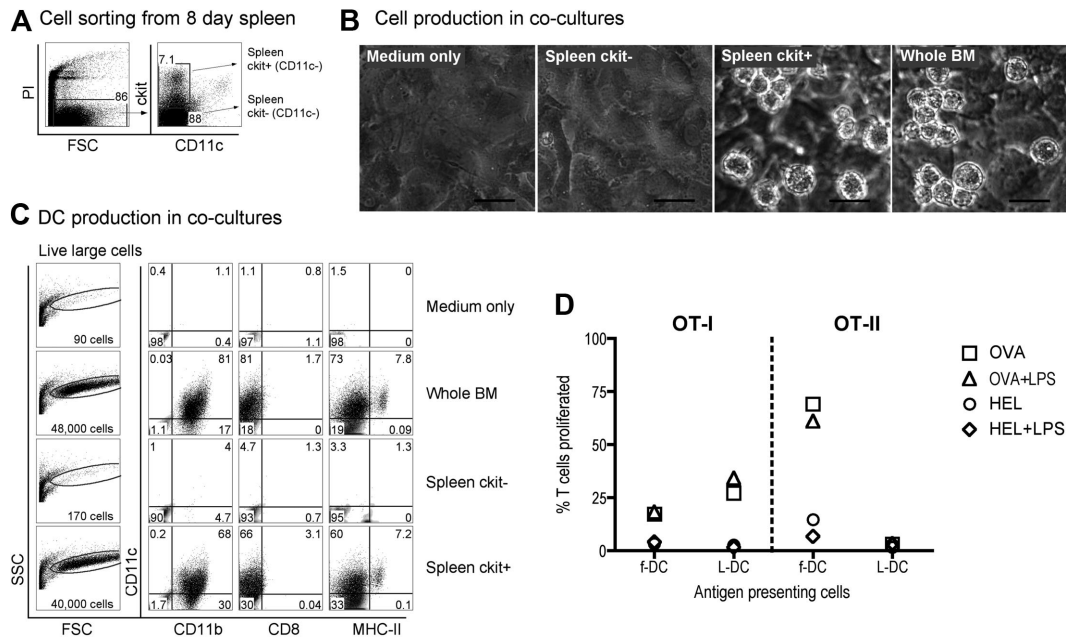 A Cell sorting from 8 day spleen
PI
86
FSC
ckit
7.1
88
CD11c
Spleen
ckit+ (CD11c-)
Spleen
ckit- (CD11c-)
B Cell production in co-cultures
Medium only
Spleen ckit-
Spleen ckit+
Whole BM
C DC production in co-cultures
Live large cells
SSC
CD11c
90 cells
0.4 1.1
98 0.4
1.1 0.8
97 1.1
1.5 0
98 0
Medium only
48,000 cells
0.03 81
1.1 17
81 1.7
18 0
73 7.8
19 0.09
Whole BM
170 cells
1 4
90 4.7
4.7 1.3
93 0.7
3.3 1.3
95 0
Spleen ckit-
40,000 cells
0.2 68
1.7 30
66 3.1
30 0.04
60 7.2
33 0.1
Spleen ckit+
FSC
CD11b
CD8
MHC-II
D
OT-I
OT-II
% T cells proliferated
100
75
50
25
0
f-DC
L-DC
f-DC
L-DC
Antigen presenting cells
OVA
OVA+LPS
HEL
HEL+LPS